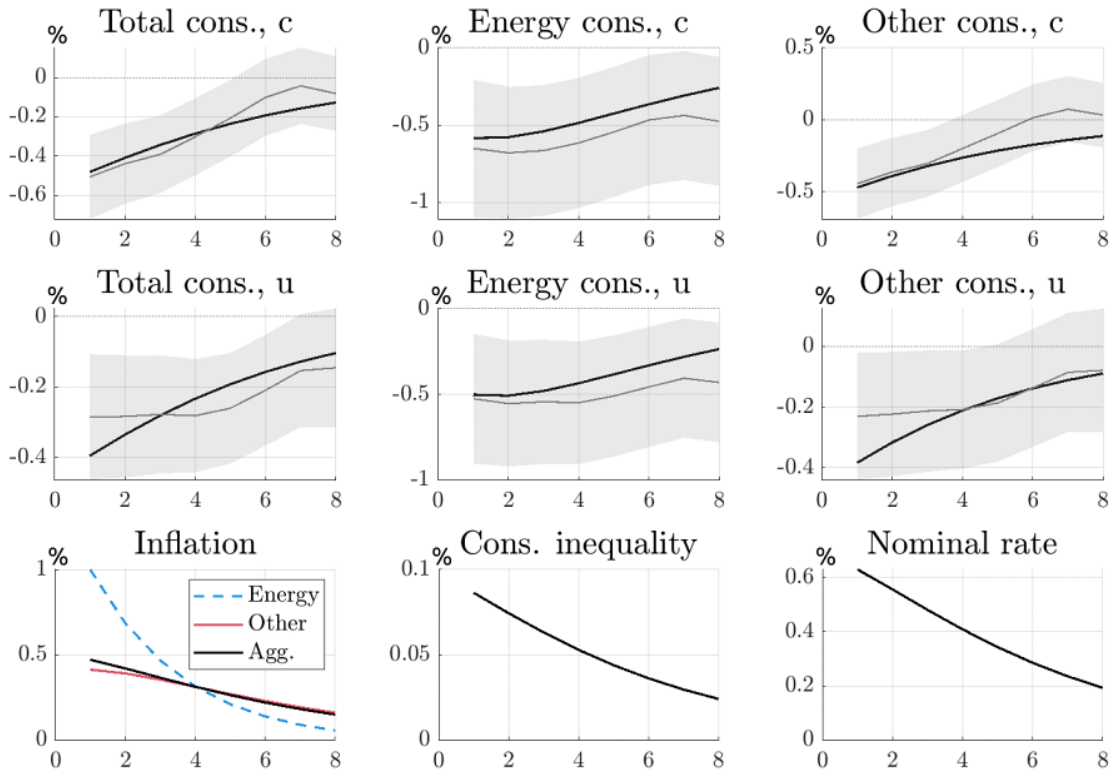 Total cons., c
%
0
-0.2
-0.4
-0.6
0 2 4 6 8
Energy cons., c
%
0
-0.5
-1
0 2 4 6 8
Other cons., c
%
0.5
0
-0.5
0 2 4 6 8
Total cons., u
%
0
-0.2
-0.4
0 2 4 6 8
Energy cons., u
%
0
-0.5
-1
0 2 4 6 8
Other cons., u
%
0
-0.2
-0.4
0 2 4 6 8
Inflation
%
1
0.5
0
Energy
Other
Agg.
0 2 4 6 8
Cons. inequality
%
0.1
0.05
0
0 2 4 6 8
Nominal rate
%
0.6
0.4
0.2
0
0 2 4 6 8